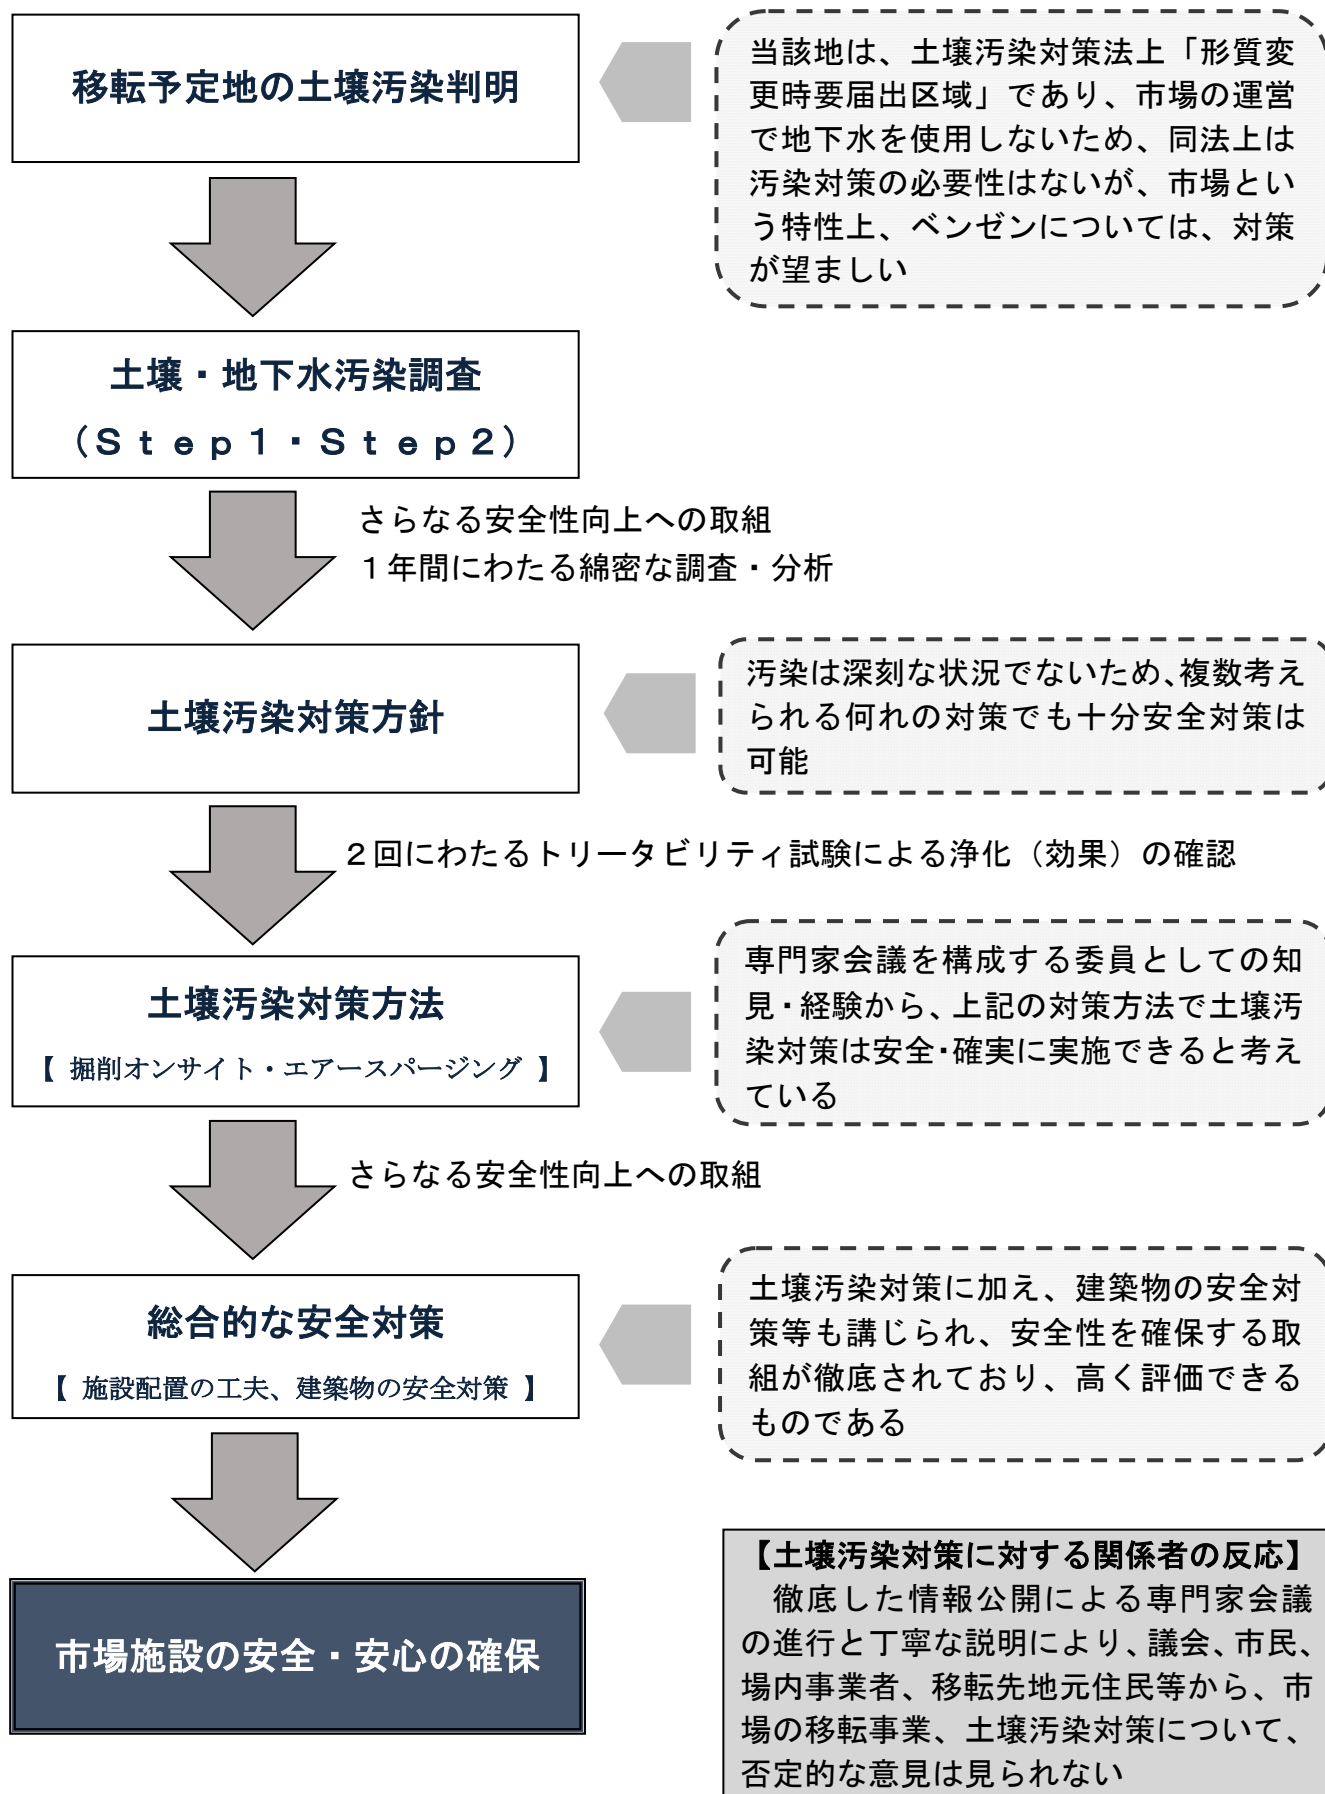 移転予定地の土壌汚染判明
当該地は、土壌汚染対策法上「形質変
更時要届出区域」であり、市場の運営
で地下水を使用しないため、同法上は
汚染対策の必要性はないが、市場とい
う特性上、ベンゼンについては、対策
が望ましい
土壌・地下水汚染調査
（Ｓｔｅｐ１・Ｓｔｅｐ２）
さらなる安全性向上への取組
１年間にわたる綿密な調査・分析
土壌汚染対策方針
汚染は深刻な状況でないため、複数考え
られる何れの対策でも十分安全対策は
可能
２回にわたるトリータビリティ試験による浄化（効果）の確認
土壌汚染対策方法
【 掘削オンサイト・エアースパージング 】
専門家会議を構成する委員としての知
見・経験から、上記の対策方法で土壌汚
染対策は安全・確実に実施できると考え
ている
さらなる安全性向上への取組
総合的な安全対策
【 施設配置の工夫、建築物の安全対策 】
土壌汚染対策に加え、建築物の安全対
策等も講じられ、安全性を確保する取
組が徹底されており、高く評価できる
ものである
市場施設の安全・安心の確保
【土壌汚染対策に対する関係者の反応】
徹底した情報公開による専門家会議
の進行と丁寧な説明により、議会、市民、
場内事業者、移転先地元住民等から、市
場の移転事業、土壌汚染対策について、
否定的な意見は見られない